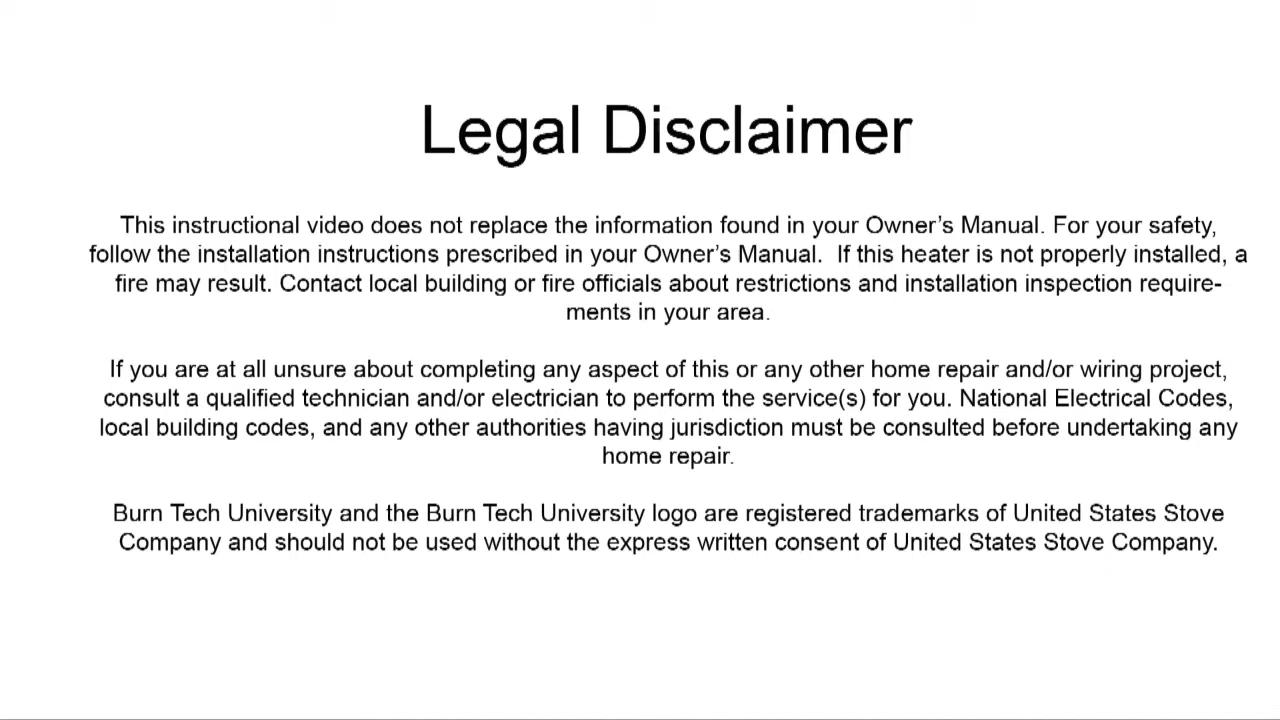 Legal Disclaimer
This instructional video does not replace the information found in your Owner's Manual. For your safety,
follow the installation instructions prescribed in your Owner's Manual.  If this heater is not properly installed, a
fire may result. Contact local building or fire officials about restrictions and installation inspection require-
ments in your area.
If you are at all unsure about completing any aspect of this or any other home repair and/or wiring project,
consult a qualified technician and/or electrician to perform the service(s) for you. National Electrical Codes,
local building codes, and any other authorities having jurisdiction must be consulted before undertaking any
home repair.
Burn Tech University and the Burn Tech University logo are registered trademarks of United States Stove
Company and should not be used without the express written consent of United States Stove Company.